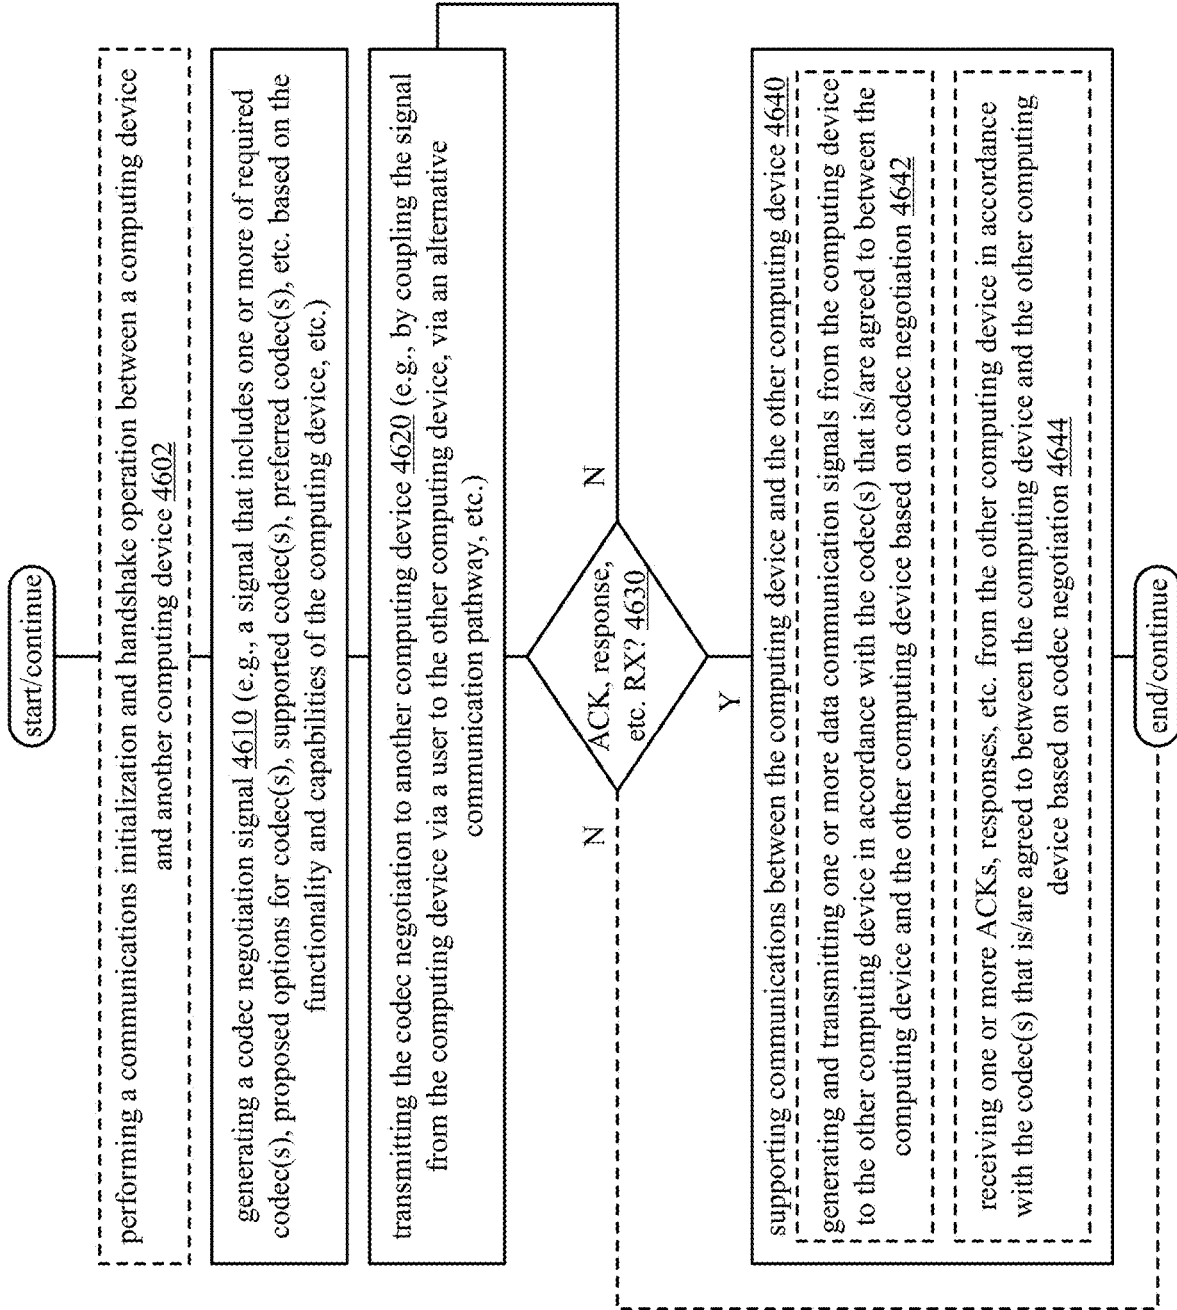 start/continue
performing a communications initialization and handshake operation between a computing device
and another computing device 4602
generating a codec negotiation signal 4610 (e.g., a signal that includes one or more of required
codec(s), proposed options for codec(s), supported codec(s), preferred codec(s), etc. based on the
functionality and capabilities of the computing device, etc.)
transmitting the codec negotiation to another computing device 4620 (e.g., by coupling the signal
from the computing device via a user to the other computing device, via an alternative
communication pathway, etc.)
ACK, response,
etc. RX? 4630
N
N
Y
supporting communications between the computing device and the other computing device 4640
generating and transmitting one or more data communication signals from the computing device
to the other computing device in accordance with the codec(s) that is/are agreed to between the
computing device and the other computing device based on codec negotiation 4642
receiving one or more ACKs, responses, etc. from the other computing device in accordance
with the codec(s) that is/are agreed to between the computing device and the other computing
device based on codec negotiation 4644
end/continue